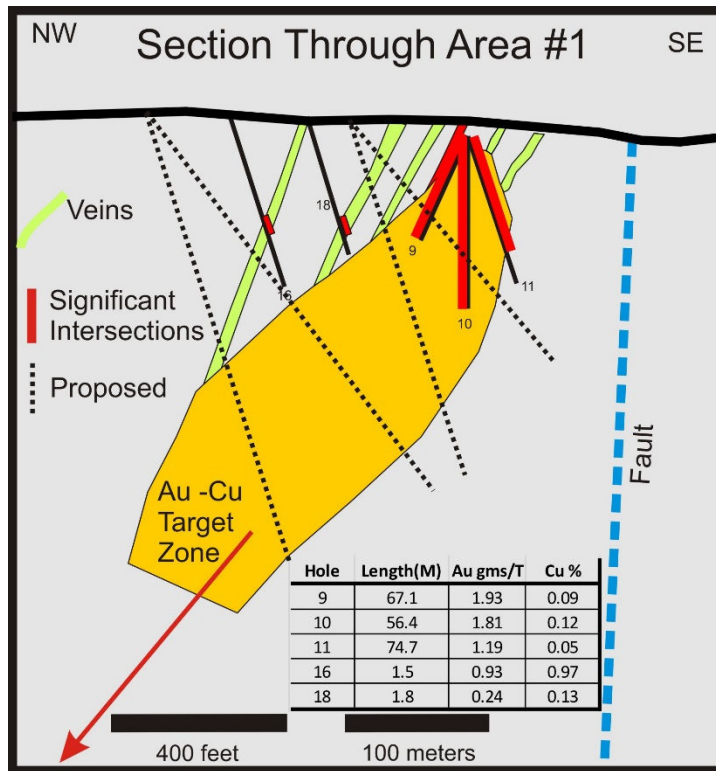 NW
Section Through Area #1
SE
Veins
Significant
Intersections
Proposed
18
16
9
10
11
Fault
Au -Cu
Target
Zone
Hole Length(M) Au gms/T Cu %
9 67.1 1.93 0.09
10 56.4 1.81 0.12
11 74.7 1.19 0.05
16 1.5 0.93 0.97
18 1.8 0.24 0.13
400 feet
100 meters